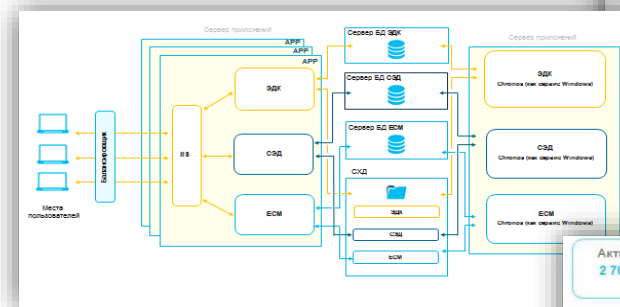 Сервер приложений
APP
APP
APP
Сервер БД ЭДК
Сервер приложений
ЭДК
ЭДК
Chronos (как сервис Windows)
Сервер БД СЭД
Балансировщик
IIS
СЭД
Сервер БД ECM
СЭД
Chronos (как сервис Windows)
СХД
Места
пользователей
ECM
ЭДК
СЭД
ECM
ECM
Chronos (как сервис Windows)